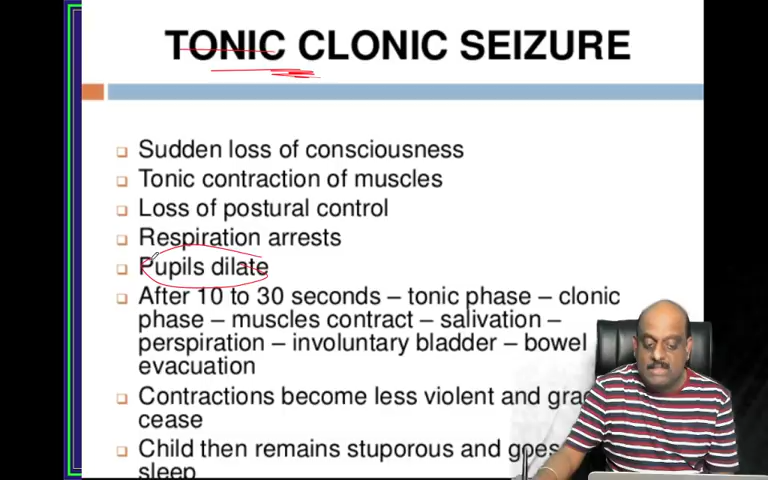 TONIC CLONIC SEIZURE
Sudden loss of consciousness
Tonic contraction of muscles
Loss of postural control
Respiration arrests
Pupils dilate
After 10 to 30 seconds – tonic phase – clonic
phase – muscles contract – salivation –
perspiration – involuntary bladder – bowel
evacuation
Contractions become less violent and
cease
Child then remains stuporous and goes
sleep